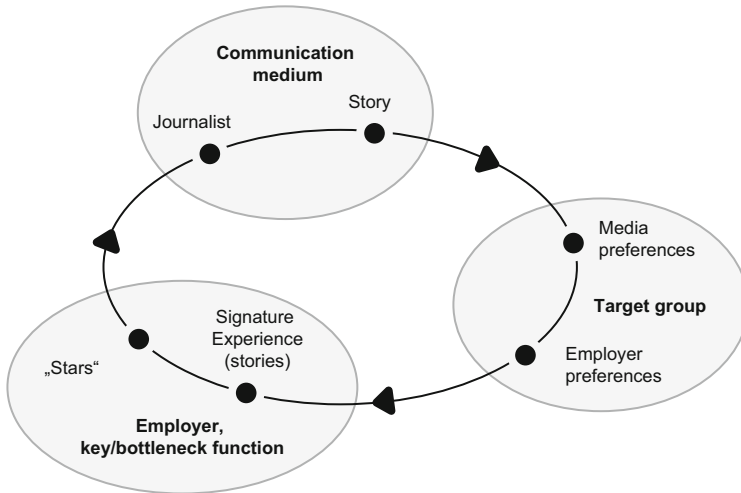 Communication
medium
Story
Journalist
Media
preferences
Target group
Employer
preferences
Signature
Experience
(stories)
„Stars“
Employer,
key/bottleneck function